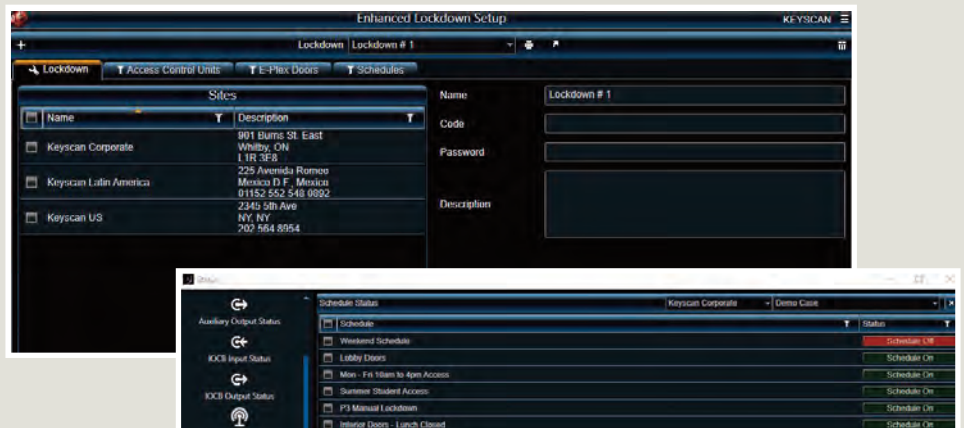 Enhanced Lockdown Setup
KEYSCAN
Lockdown Lockdown # 1
Lockdown Access Control Units E-Plex Doors Schedules
Sites
Name Description
Keyscan Corporate
901 Burns St. East
Whitby, ON
L1R 3E8
Keyscan Latin America
225 Avenida Romeo
Mexico D.F., Mexico
01152 552 548 9892
Keyscan US
2345 5th Ave
NY, NY
202 564 8954
Name Lockdown # 1
Code
Password
Description
Auxiliary Output Status
IOCB Input Status
IOCB Output Status
Schedule Status Keyscan Corporate Demo Case
Schedule Status
Weekend Schedule Schedule Off
Lobby Doors Schedule On
Mon - Fri 10am to 4pm Access Schedule On
Summer Student Access Schedule On
P3 Manual Lockdown Schedule On
Interior Doors - Lunch Closed Schedule On